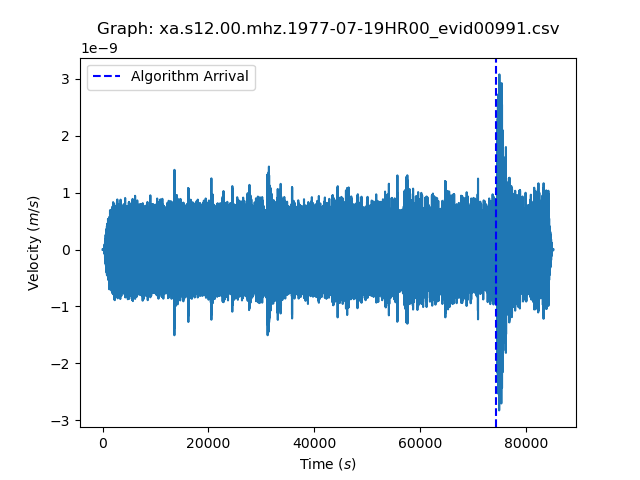 Graph: xa.s12.00.mhz.1977-07-19HR00_evid00991.csv
1e−9
Algorithm Arrival
3
2
1
0
−1
−2
−3
Velocity (m/s)
0 20000 40000 60000 80000
Time (s)